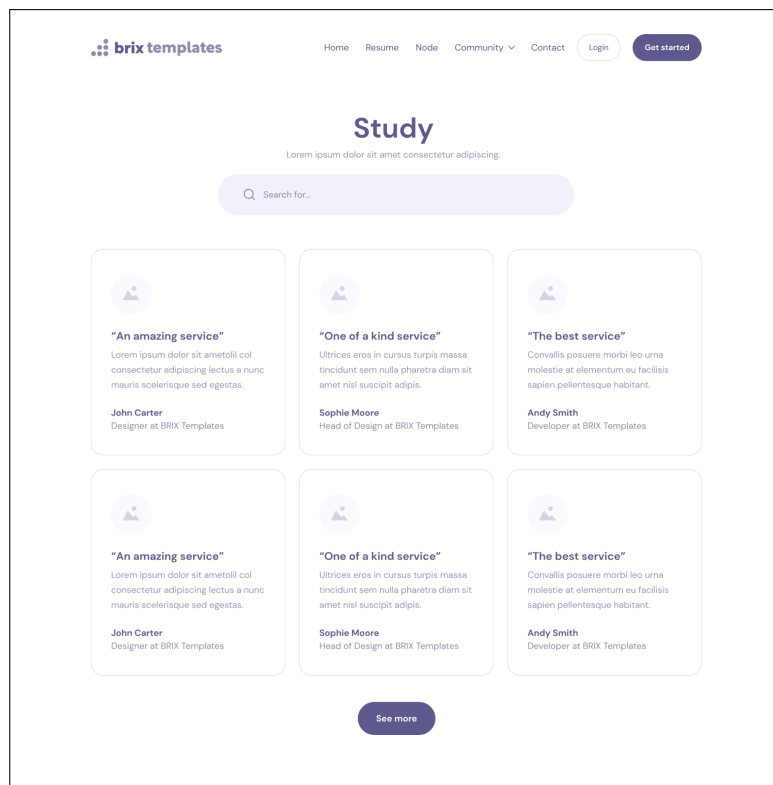 brix templates
Home Resume Node Community Contact Login Get started
Study
Lorem ipsum dolor sit amet consectetur adipiscing.
Search for...
“An amazing service”
Lorem ipsum dolor sit ametolil col
consectetur adipiscing lectus a nunc
mauris scelerisque sed egestas.
John Carter
Designer at BRIX Templates
“One of a kind service”
Ultrices eros in cursus turpis massa
tincidunt sem nulla pharetra diam sit
amet nisl suscipit adipis.
Sophie Moore
Head of Design at BRIX Templates
“The best service”
Convallis posuere morbi leo urna
molestie at elementum eu facilisis
sapien pellentesque habitant.
Andy Smith
Developer at BRIX Templates
“An amazing service”
Lorem ipsum dolor sit ametolil col
consectetur adipiscing lectus a nunc
mauris scelerisque sed egestas.
John Carter
Designer at BRIX Templates
“One of a kind service”
Ultrices eros in cursus turpis massa
tincidunt sem nulla pharetra diam sit
amet nisl suscipit adipis.
Sophie Moore
Head of Design at BRIX Templates
“The best service”
Convallis posuere morbi leo urna
molestie at elementum eu facilisis
sapien pellentesque habitant.
Andy Smith
Developer at BRIX Templates
See more